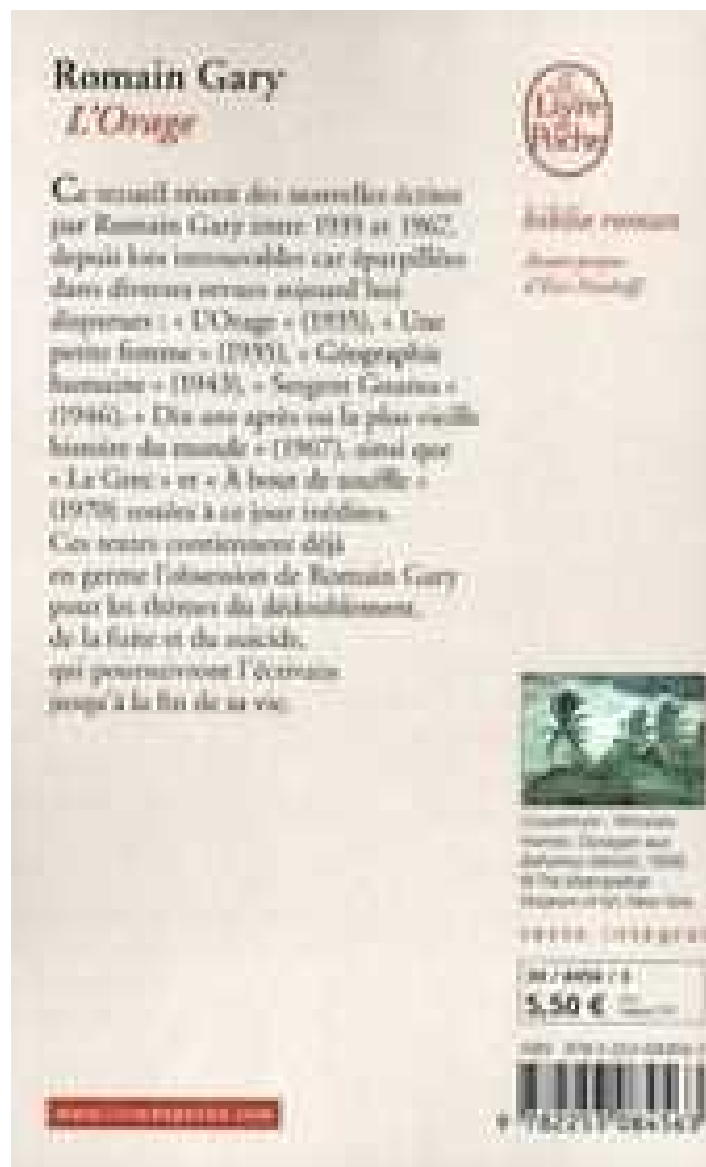 Romain Gary
L'Orage
Le
Livre
de
Poche
Ce recueil réunit des nouvelles écrites
par Romain Gary entre 1935 et 1967,
depuis lors introuvables car éparpillées
dans diverses revues aujourd'hui
disparues : « L'Orage » (1935), « Une
petite femme » (1935), « Géographie
humaine » (1943), « Sergent Gnama »
(1946), « Dix ans après ou la plus vieille
histoire du monde » (1967), ainsi que
« Le Grec » et « À bout de souffle »
(1970) restées à ce jour inédites.
Ces textes contiennent déjà
en germe l'obsession de Romain Gary
pour les thèmes du dédoublement,
de la fuite et du suicide,
qui poursuivront l'écrivain
jusqu'à la fin de sa vie.
biblio roman
texte intégral
5,50 €